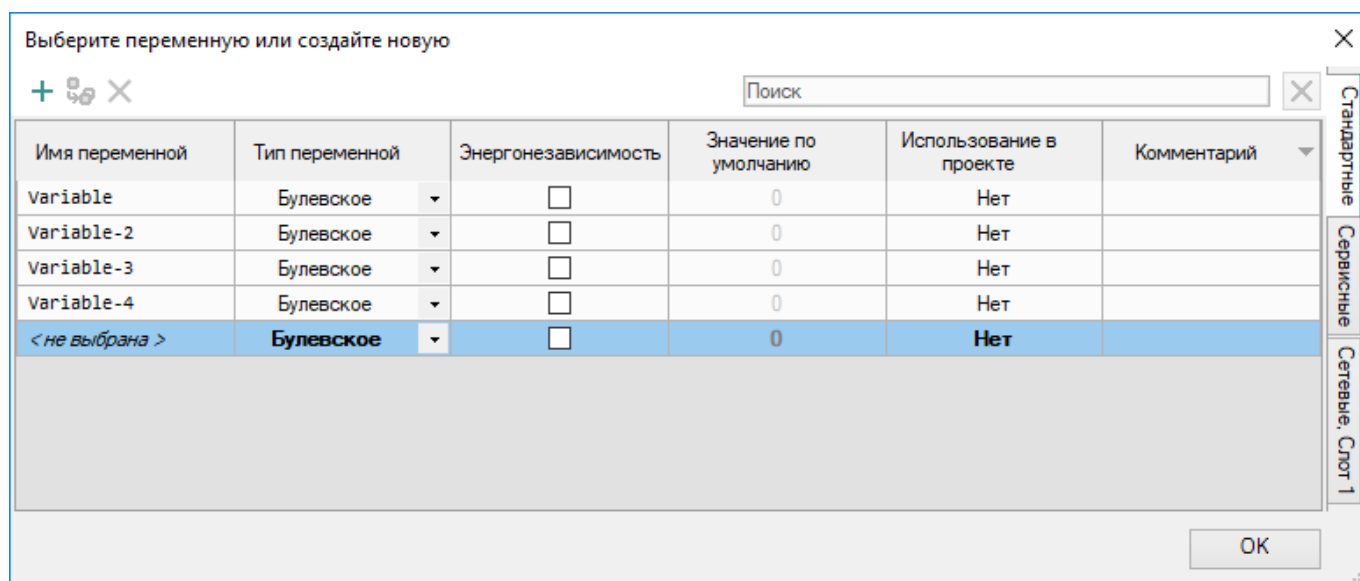 Выберите переменную или создайте новую
Поиск
Имя переменной Тип переменной Энергонезависимость Значение по умолчанию Использование в проекте Комментарий
Variable Булевское 0 Нет
Variable-2 Булевское 0 Нет
Variable-3 Булевское 0 Нет
Variable-4 Булевское 0 Нет
<не выбрана > Булевское 0 Нет
Стандартные
Сервисные
Сетевые, Слот 1
OK